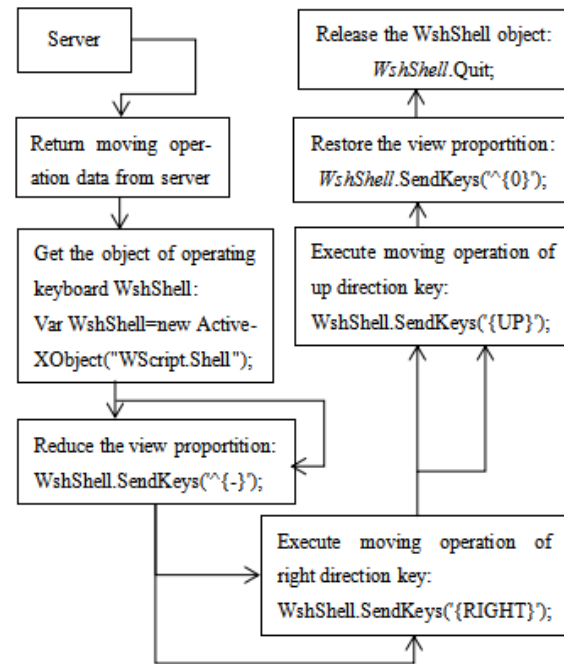 Server
Return moving oper-
ation data from server
Get the object of operating
keyboard WshShell:
Var WshShell=new Active-
XObject("WScript.Shell");
Reduce the view proportition:
WshShell.SendKeys('^{-}');
Execute moving operation of
right direction key:
WshShell.SendKeys('{RIGHT}');
Execute moving operation of
up direction key:
WshShell.SendKeys('{UP}');
Restore the view proportition:
WshShell.SendKeys('^{0}');
Release the WshShell object:
WshShell.Quit;